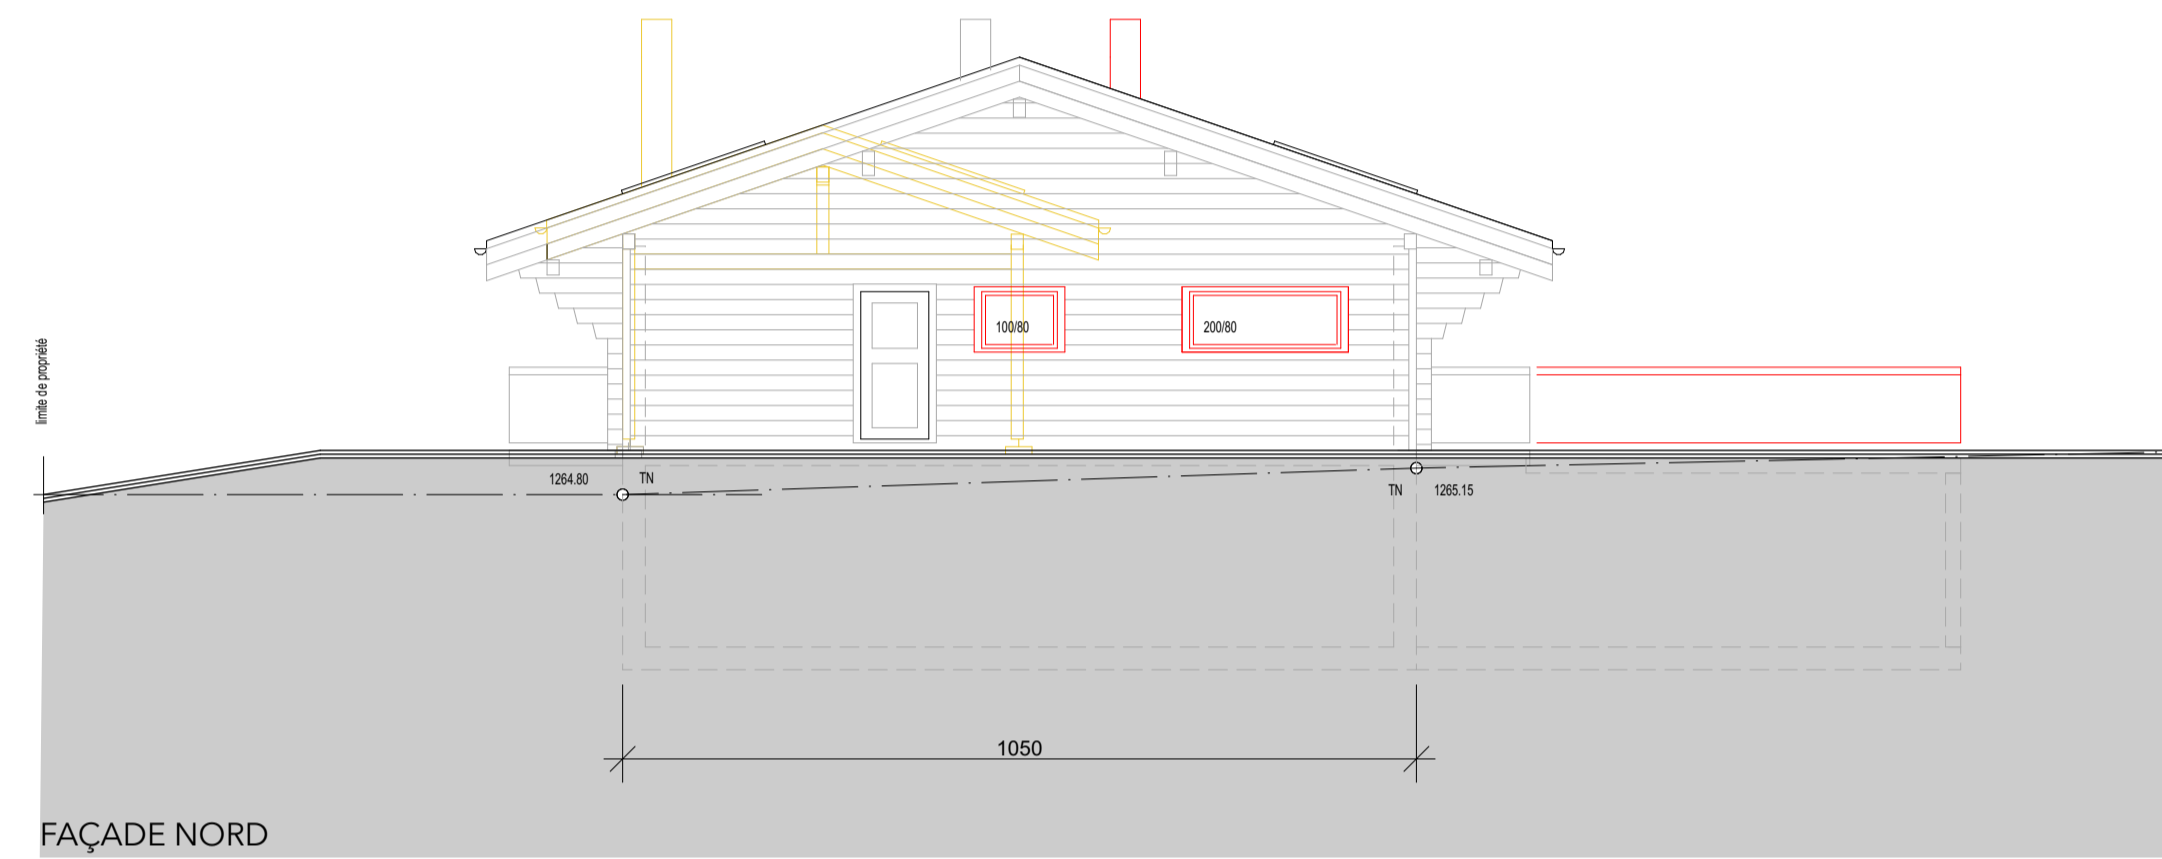 limite de propriété
100/80
200/80
1264.80
TN
TN
1265.15
1050
FAÇADE NORD